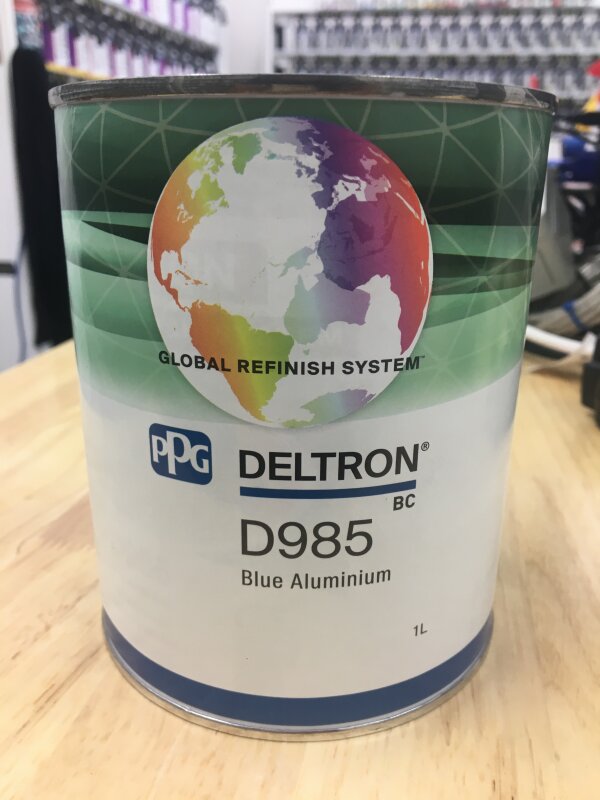 GLOBAL REFINISH SYSTEM™
PPG
DELTRON®
BC
D985
Blue Aluminium
1L